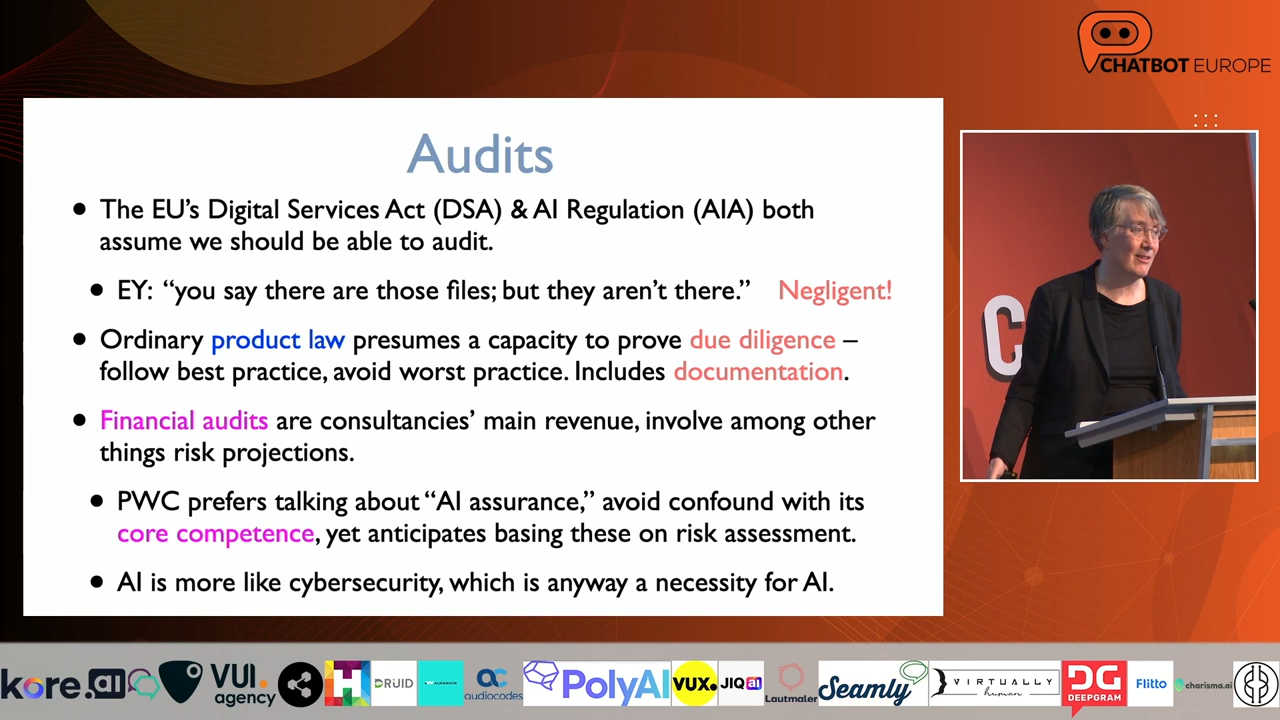 CHATBOT EUROPE
Audits
• The EU's Digital Services Act (DSA) & AI Regulation (AIA) both
assume we should be able to audit.
• EY: “you say there are those files; but they aren't there.” Negligent!
• Ordinary product law presumes a capacity to prove due diligence –
follow best practice, avoid worst practice. Includes documentation.
• Financial audits are consultancies' main revenue, involve among other
things risk projections.
• PWC prefers talking about “AI assurance,” avoid confound with its
core competence, yet anticipates basing these on risk assessment.
• AI is more like cybersecurity, which is anyway a necessity for AI.
C
kore.ai
VUI.agency
H
DRUID
audiocodes
PolyAI
VUX.
JIQ ai
Lautmaler
Seamly
VIRTUALLY
human
DG
DEEPGRAM
Flitto
charisma.ai